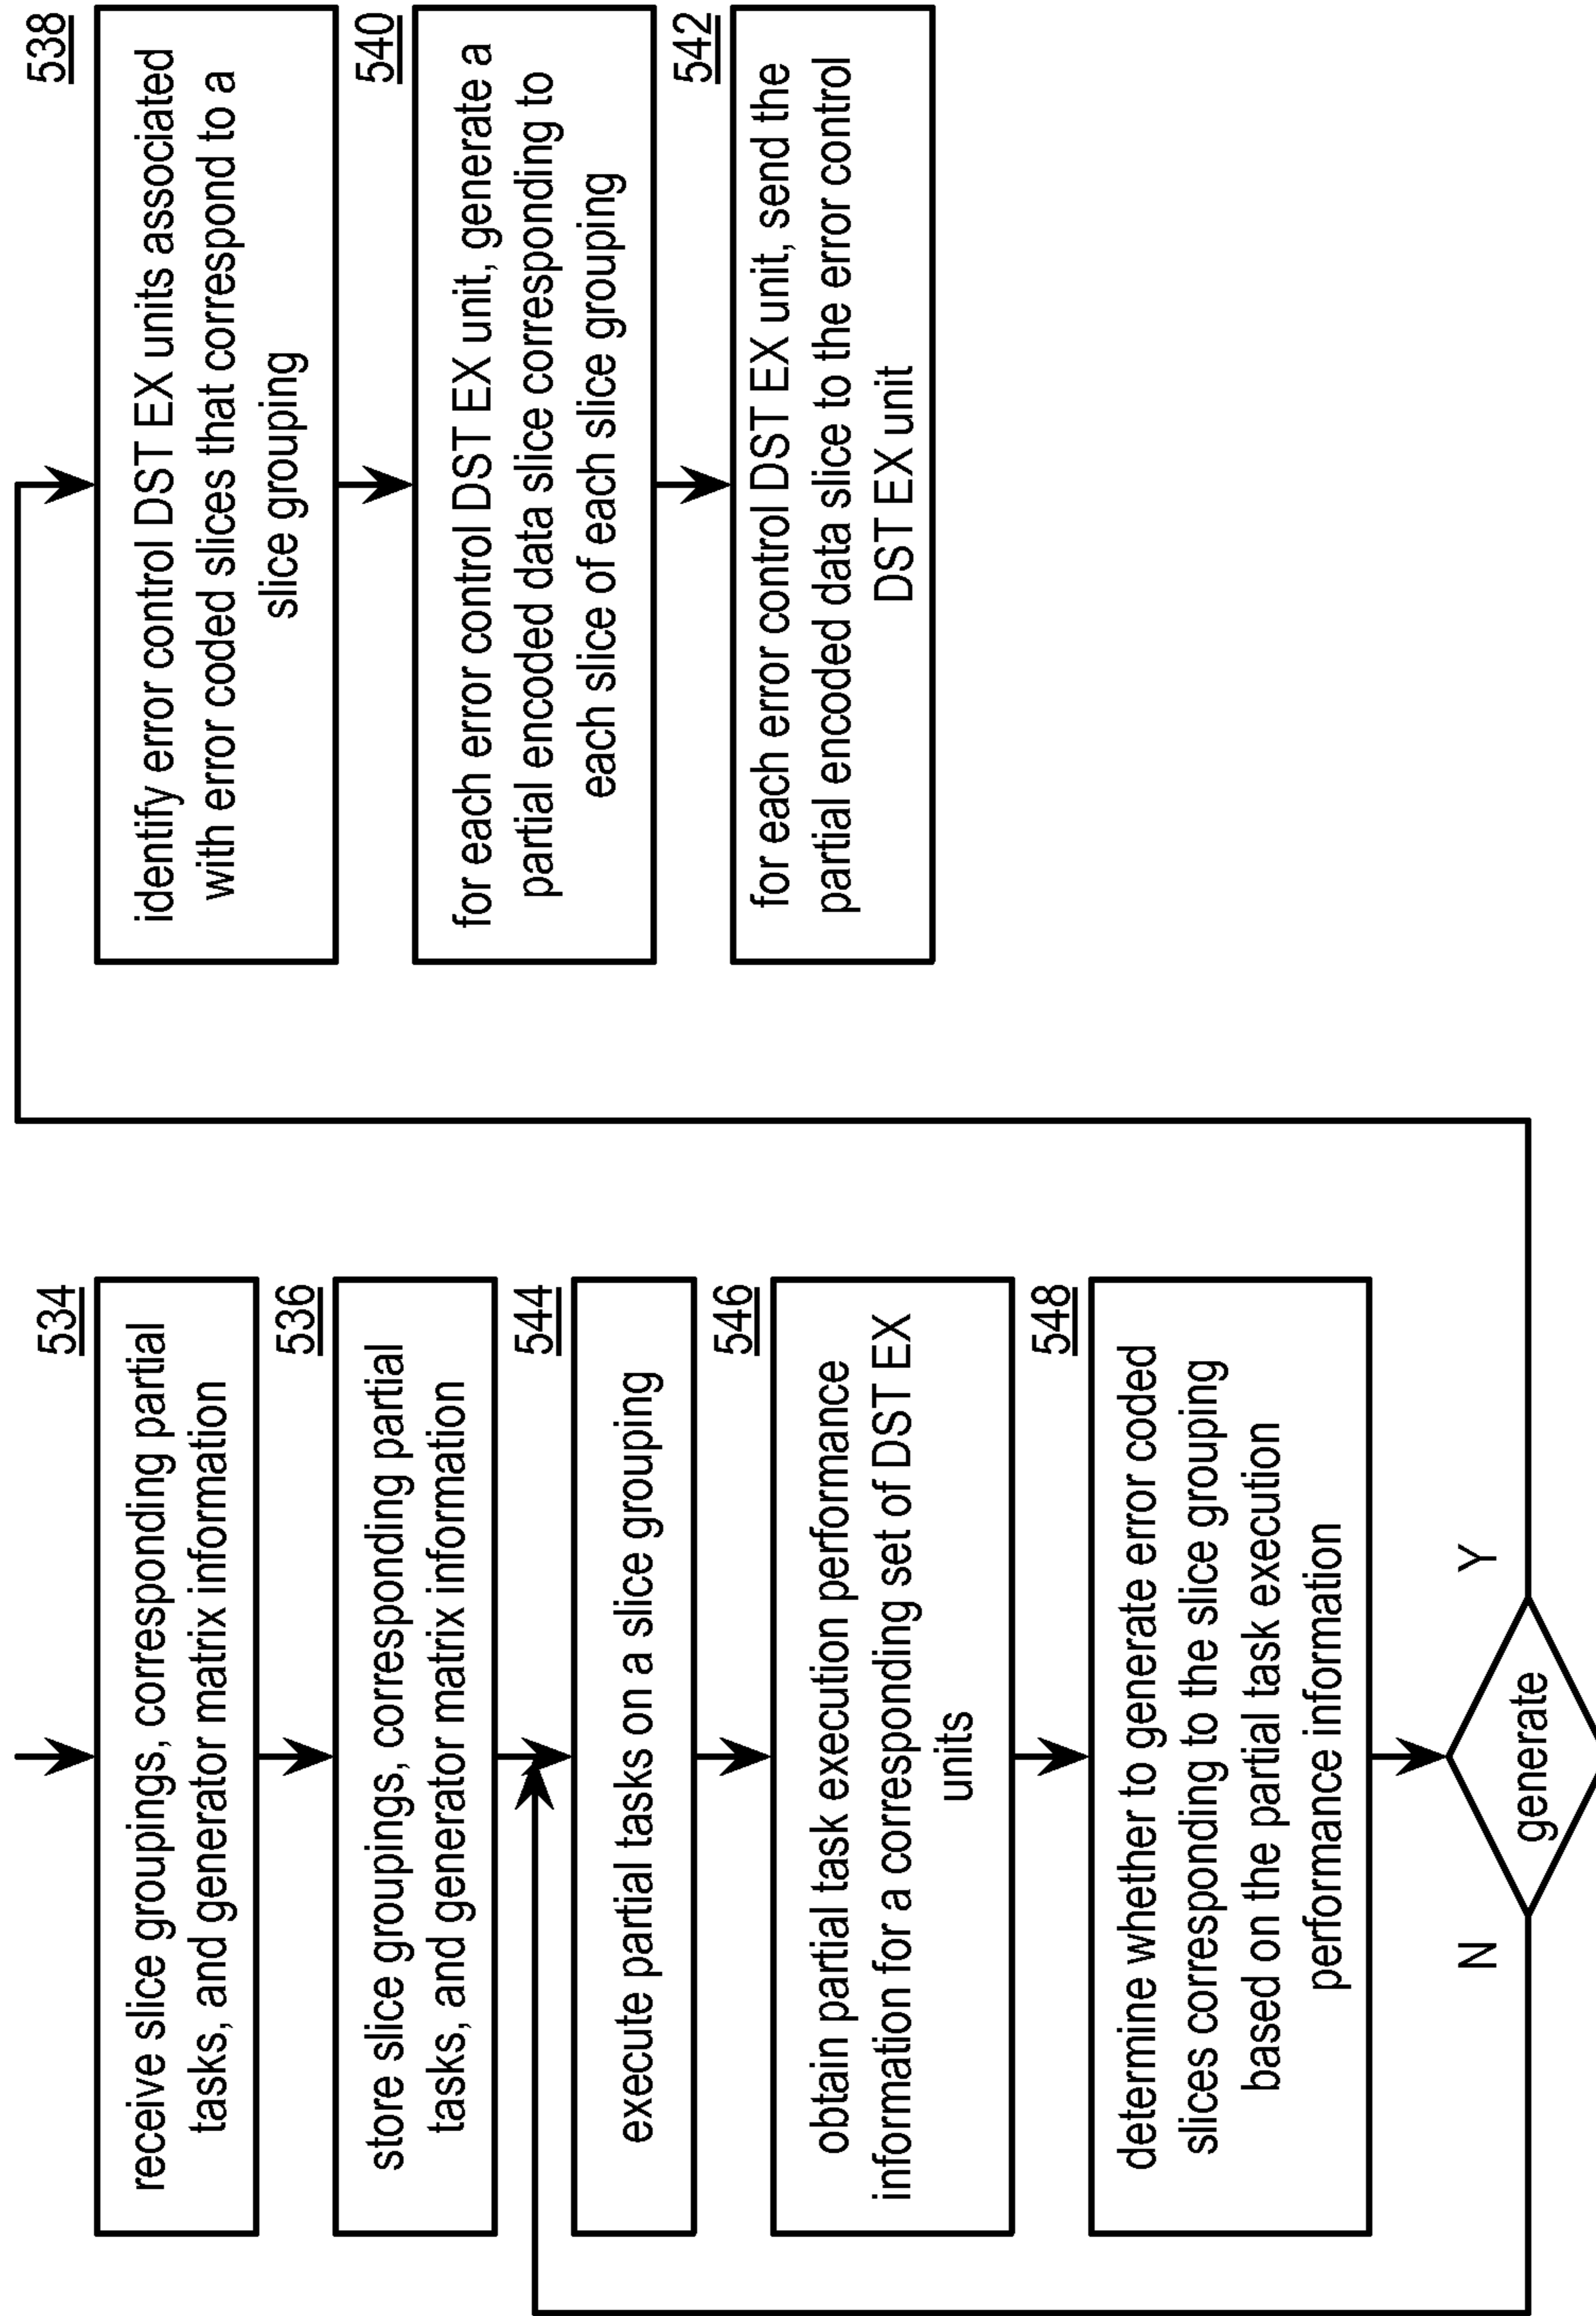 534
receive slice groupings, corresponding partial
tasks, and generator matrix information
536
store slice groupings, corresponding partial
tasks, and generator matrix information
544
execute partial tasks on a slice grouping
546
obtain partial task execution performance
information for a corresponding set of DST EX
units
548
determine whether to generate error coded
slices corresponding to the slice grouping
based on the partial task execution
performance information
generate
N
Y
538
identify error control DST EX units associated
with error coded slices that correspond to a
slice grouping
540
for each error control DST EX unit, generate a
partial encoded data slice corresponding to
each slice of each slice grouping
542
for each error control DST EX unit, send the
partial encoded data slice to the error control
DST EX unit